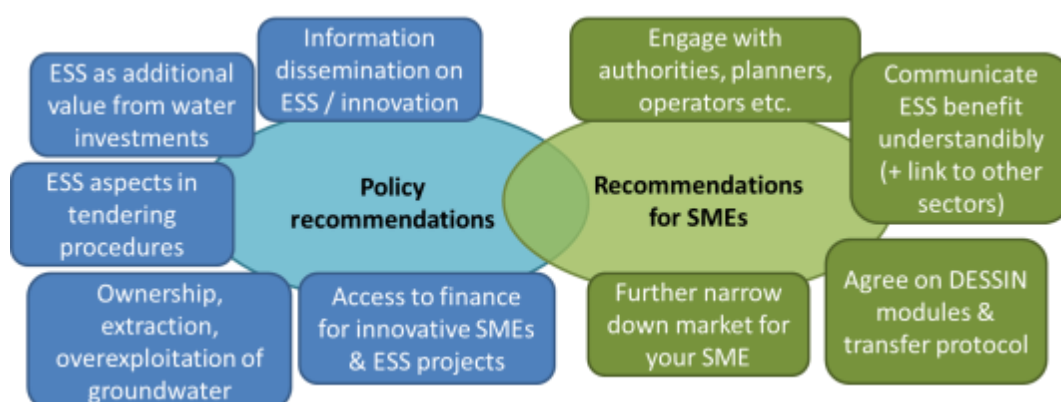 Information
dissemination on
ESS / innovation
ESS as additional
value from water
investments
ESS aspects in
tendering
procedures
Ownership,
extraction,
overexploitation of
groundwater
Access to finance
for innovative SMEs
& ESS projects
Policy
recommendations
Engage with
authorities, planners,
operators etc.
Communicate
ESS benefit
understandibly
(+ link to other
sectors)
Recommendations
for SMEs
Further narrow
down market for
your SME
Agree on DESSIN
modules &
transfer protocol